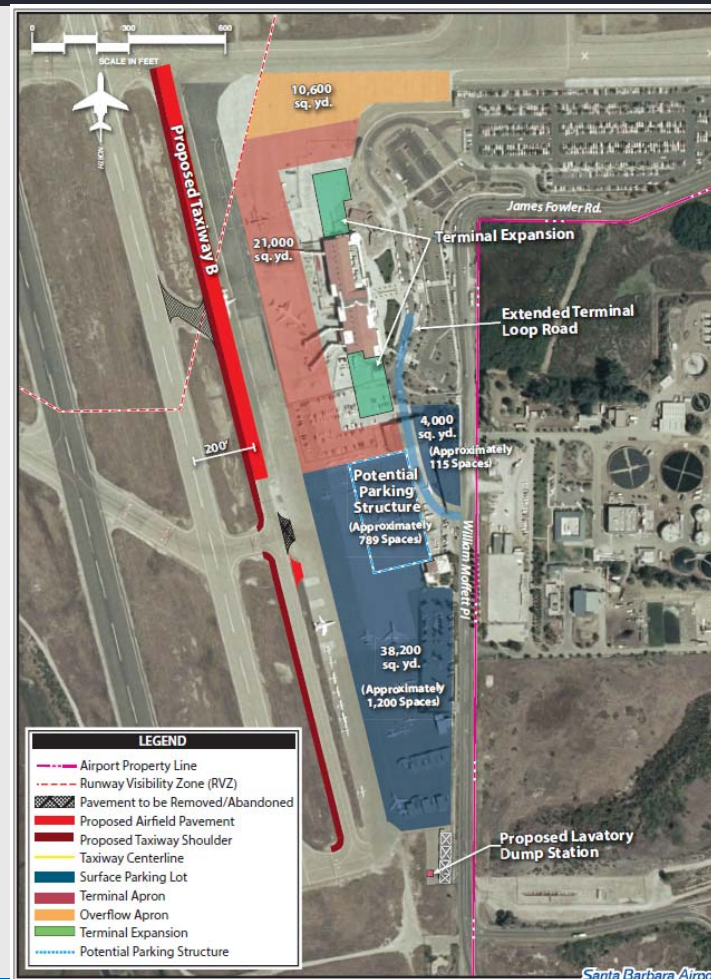 0 300 600
SCALE IN FEET
NORTH
10,600
sq. yd.
Proposed Taxiway B
James Fowler Rd.
21,000
sq. yd.
Terminal Expansion
Extended Terminal
Loop Road
200'
4,000
sq. yd.
(Approximately
115 Spaces)
Potential
Parking
Structure
(Approximately
789 Spaces)
William Moffett Pl
38,200
sq. yd.
(Approximately
1,200 Spaces)
LEGEND
Airport Property Line
Runway Visibility Zone (RVZ)
Pavement to be Removed/Abandoned
Proposed Airfield Pavement
Proposed Taxiway Shoulder
Taxiway Centerline
Surface Parking Lot
Terminal Apron
Overflow Apron
Terminal Expansion
Potential Parking Structure
Proposed Lavatory
Dump Station
Santa Barbara Airpo